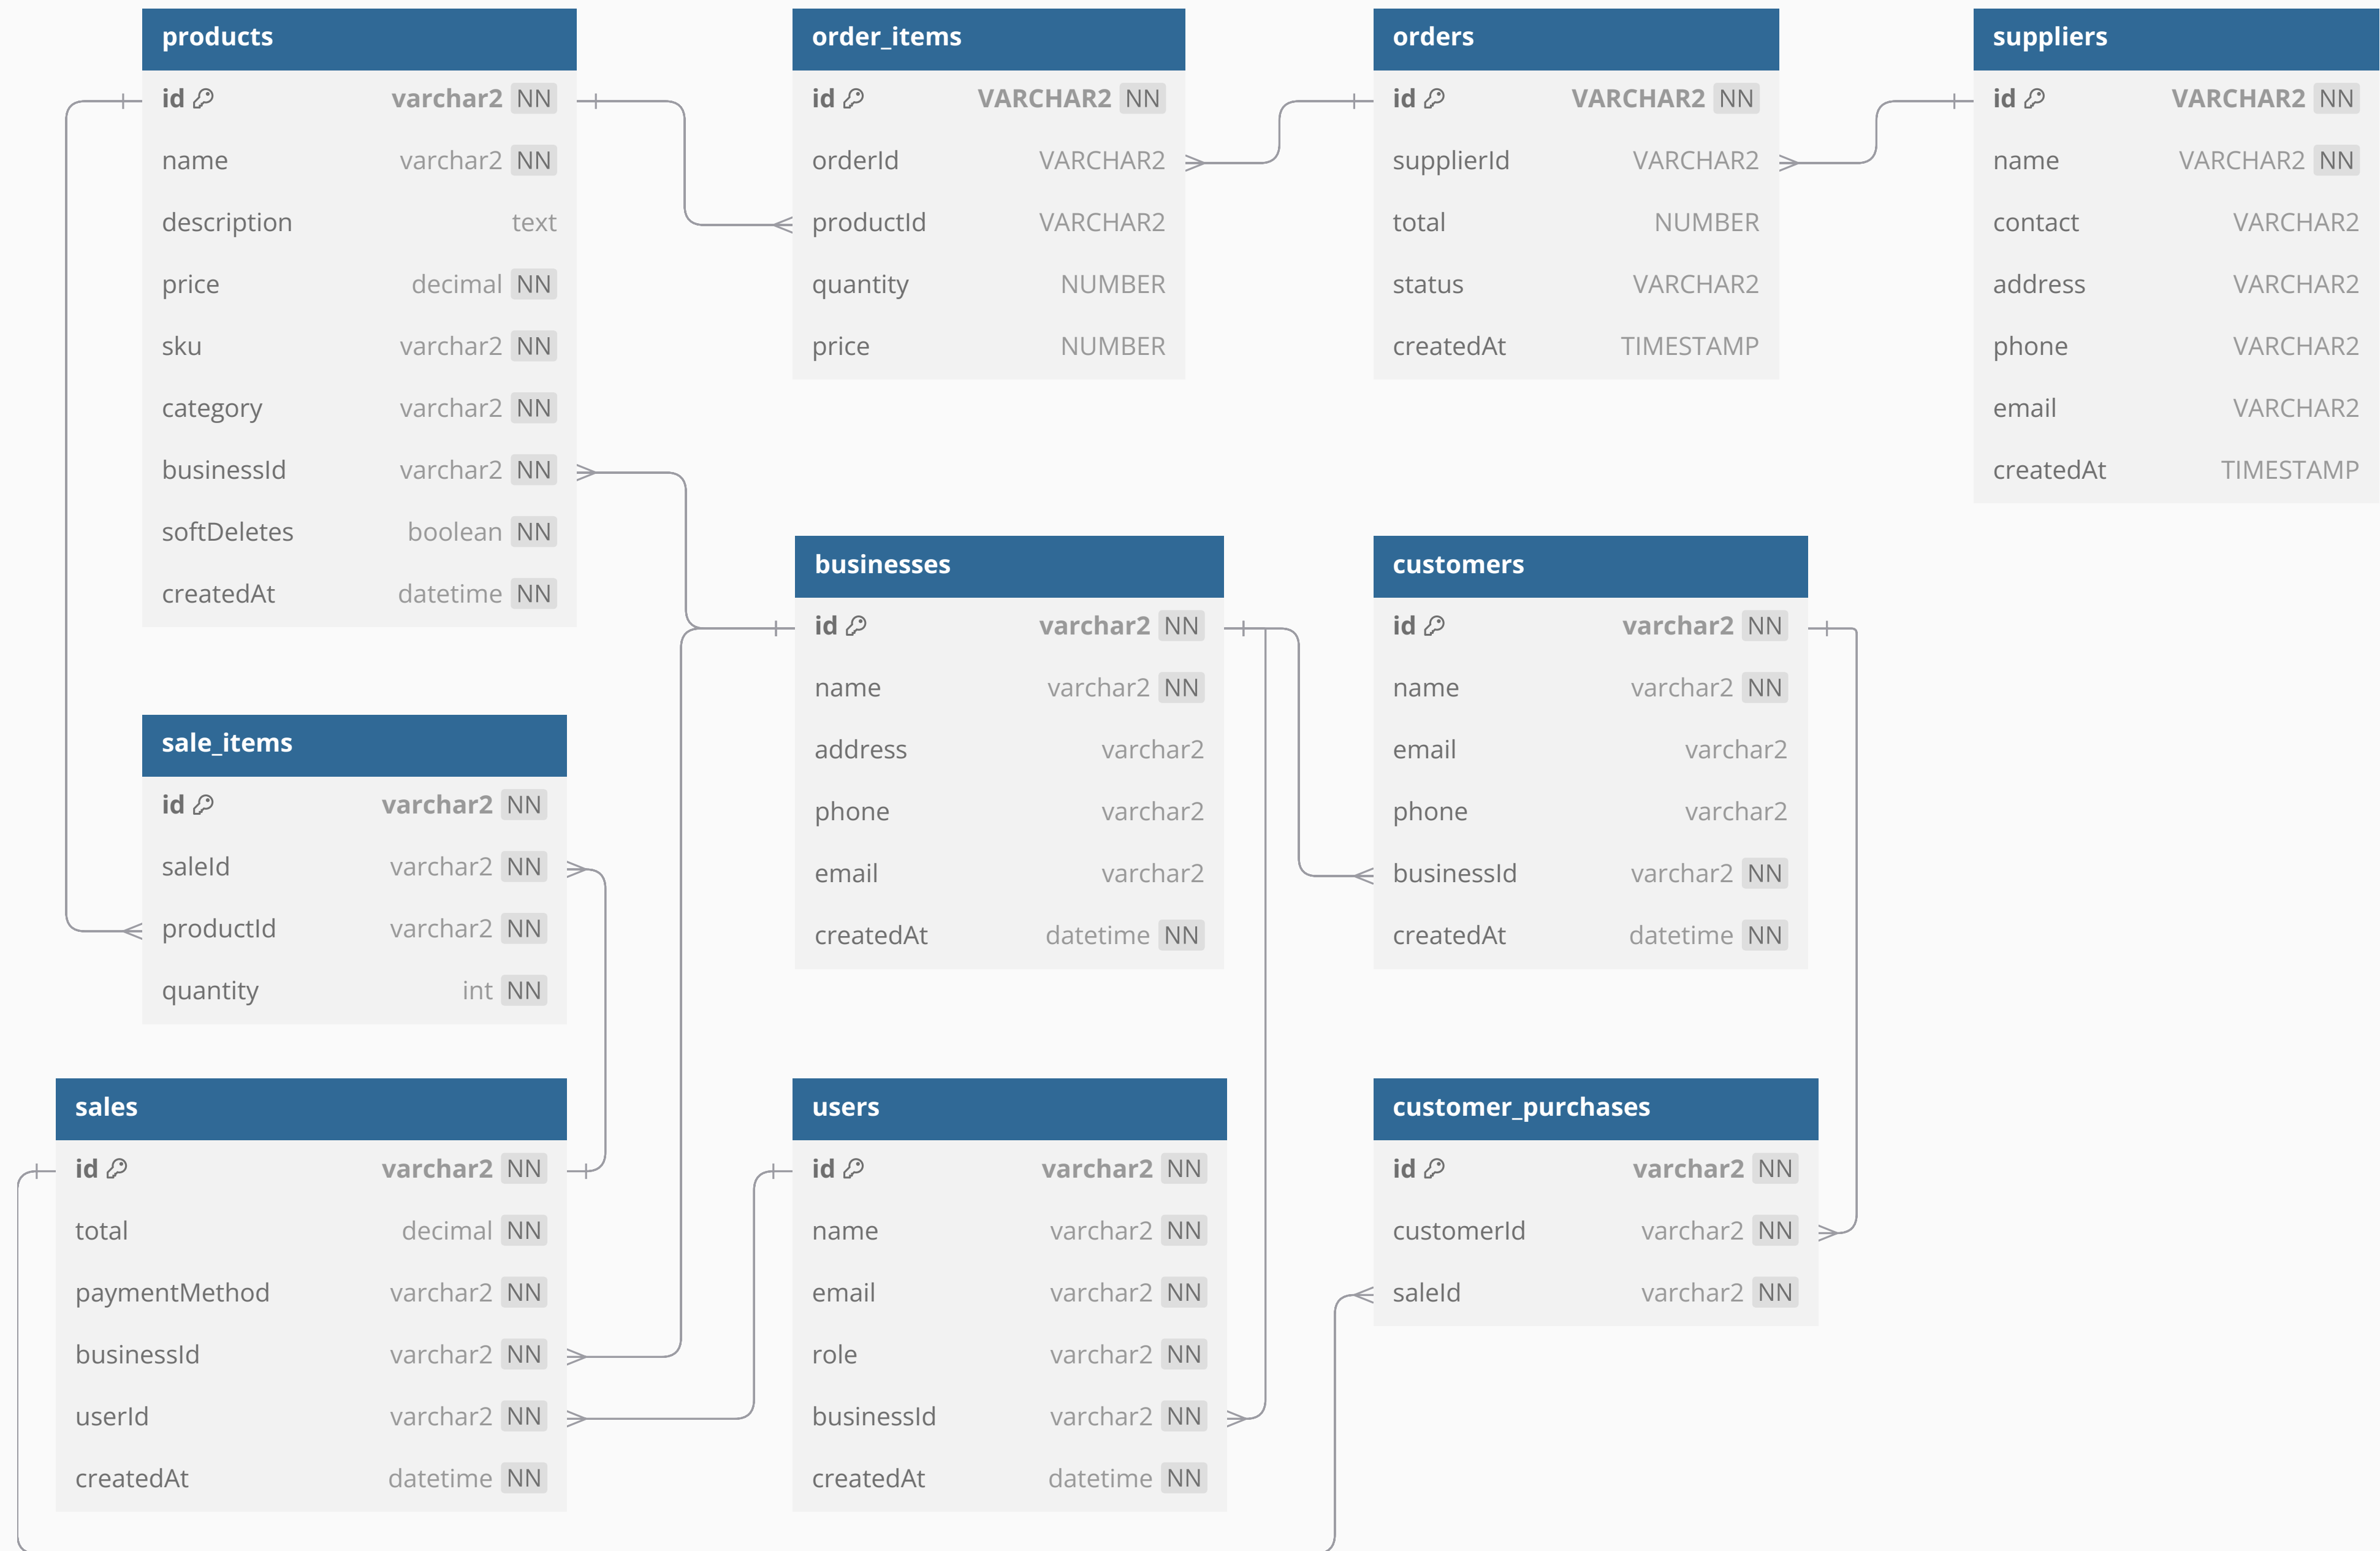 products
id varchar2 NN
name varchar2 NN
description text
price decimal NN
sku varchar2 NN
category varchar2 NN
businessId varchar2 NN
softDeletes boolean NN
createdAt datetime NN
order_items
id VARCHAR2 NN
orderId VARCHAR2
productId VARCHAR2
quantity NUMBER
price NUMBER
orders
id VARCHAR2 NN
supplierId VARCHAR2
total NUMBER
status VARCHAR2
createdAt TIMESTAMP
suppliers
id VARCHAR2 NN
name VARCHAR2 NN
contact VARCHAR2
address VARCHAR2
phone VARCHAR2
email VARCHAR2
createdAt TIMESTAMP
businesses
id varchar2 NN
name varchar2 NN
address varchar2
phone varchar2
email varchar2
createdAt datetime NN
customers
id varchar2 NN
name varchar2 NN
email varchar2
phone varchar2
businessId varchar2 NN
createdAt datetime NN
sale_items
id varchar2 NN
saleId varchar2 NN
productId varchar2 NN
quantity int NN
sales
id varchar2 NN
total decimal NN
paymentMethod varchar2 NN
businessId varchar2 NN
userId varchar2 NN
createdAt datetime NN
users
id varchar2 NN
name varchar2 NN
email varchar2 NN
role varchar2 NN
businessId varchar2 NN
createdAt datetime NN
customer_purchases
id varchar2 NN
customerId varchar2 NN
saleId varchar2 NN